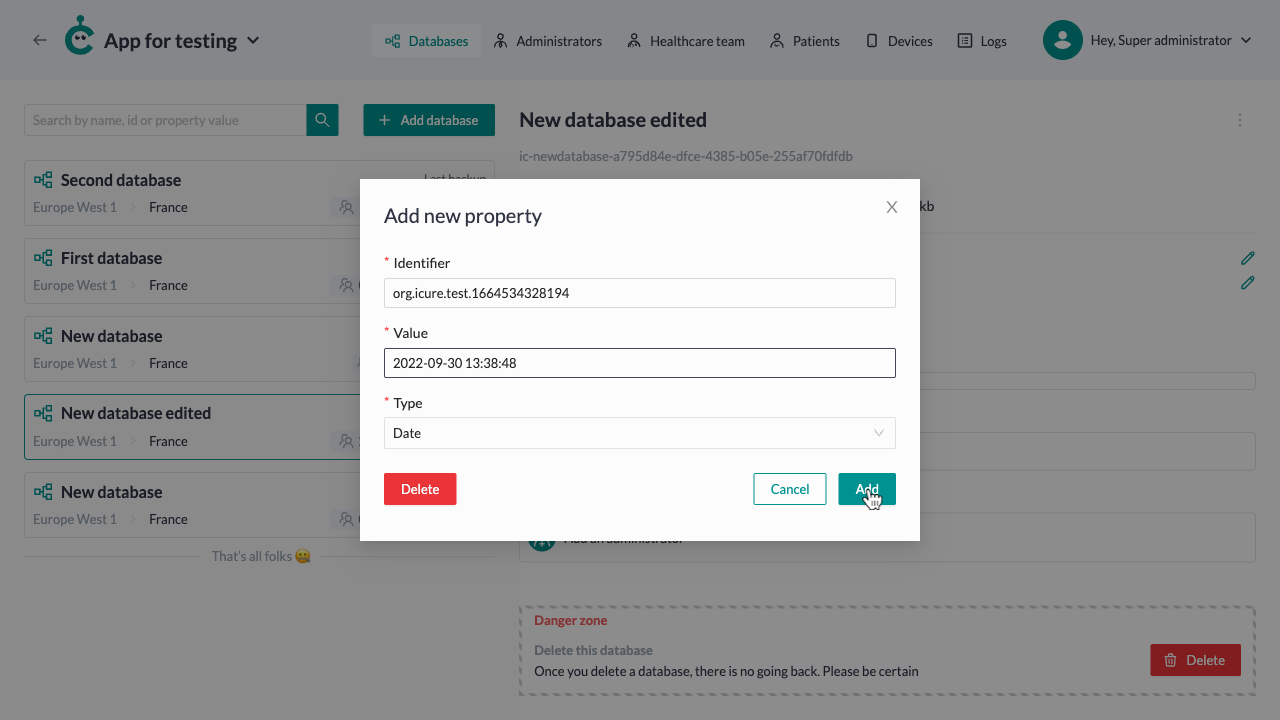 App for testing
Databases
Administrators
Healthcare team
Patients
Devices
Logs
Hey, Super administrator
Search by name, id or property value
Add database
Second database
Last backup
Europe West 1
France
First database
Europe West 1
France
New database
Europe West 1
France
New database edited
Europe West 1
France
New database
Europe West 1
France
That's all folks
New database edited
ic-newdatabase-a795d84e-dfce-4385-b05e-255af70fdfdb
kb
Add new property
* Identifier
org.icure.test.1664534328194
* Value
2022-09-30 13:38:48
* Type
Date
Delete
Cancel
Add
Add an administrator
Danger zone
Delete this database
Once you delete a database, there is no going back. Please be certain
Delete